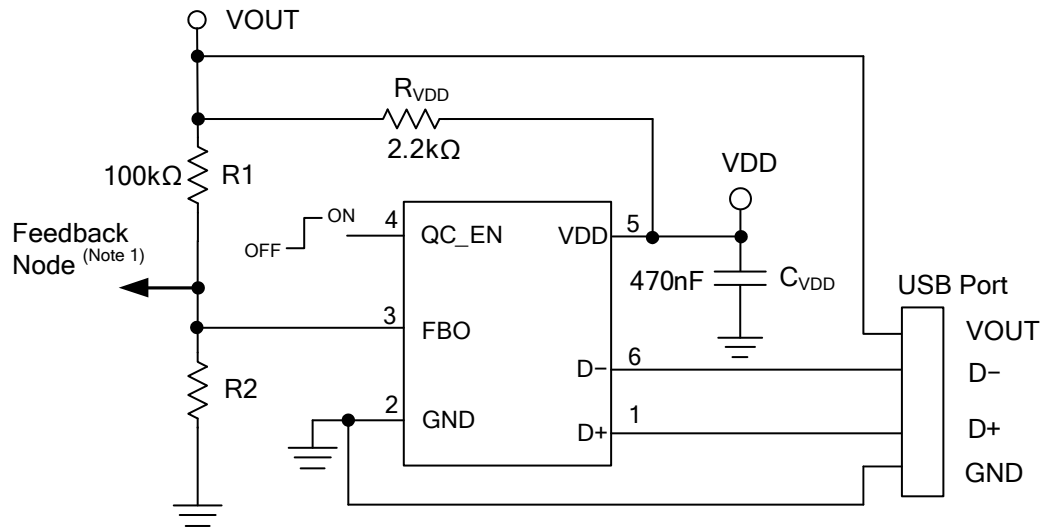 VOUT
RVDD
2.2kΩ
100kΩ R1
VDD
ON
OFF
4
QC_EN
VDD
5
Feedback
Node (Note 1)
470nF
CVDD
USB Port
3
FBO
VOUT
D−
6
D−
R2
2
GND
D+
1
D+
GND